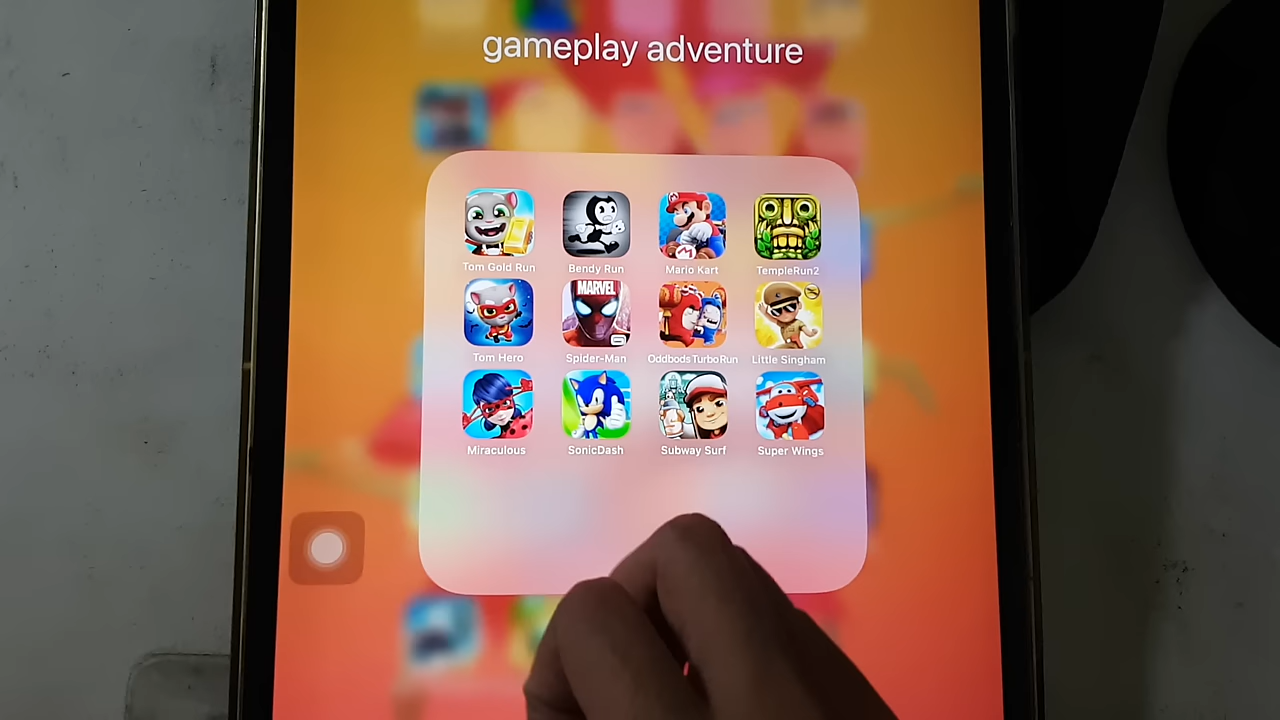 gameplay adventure
Tom Gold Run Bendy Run Mario Kart TempleRun2
MARVEL
Tom Hero Spider-Man Oddbods Turbo Run Little Singham
Miraculous SonicDash Subway Surf Super Wings